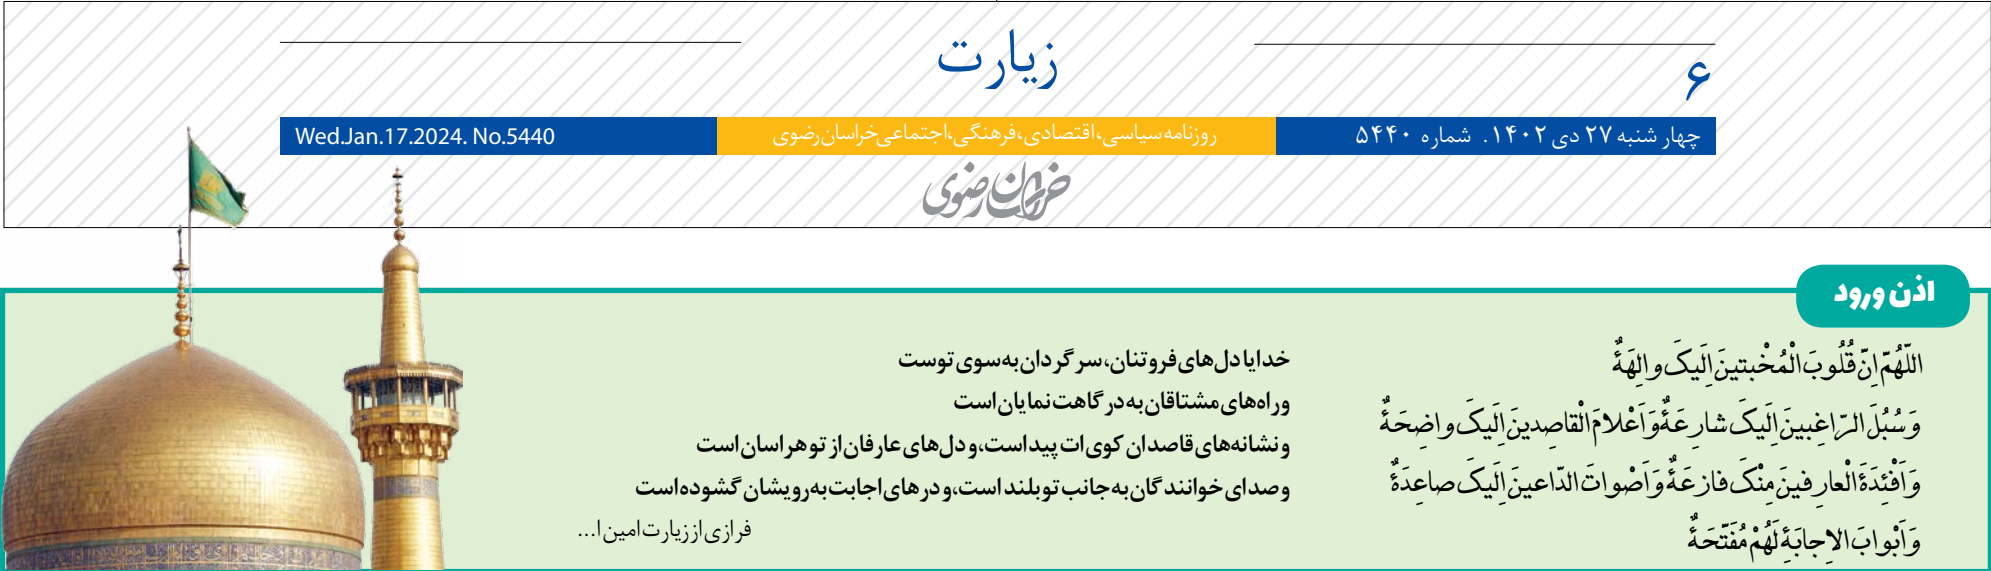 زیارت
۶
چهارشنبه ۲۷ دی ۱۴۰۲. شماره ۵۴۴۰
روزنامه سیاسی، اقتصادی، فرهنگی، اجتماعی خراسان رضوی
Wed.Jan.17.2024. No.5440
خراسان رضوی
اذن ورود
اللّهُمّ اِنّ قُلُوبَ الْمُخْبتینَ اِلَیکَ والِهَةٌ
وَ سُبُلَ الرّاغِبینَ اِلَیکَ شارِعَةٌ وَ اَعْلامَ الْقاصِدینَ اِلَیکَ واضِحَةٌ
وَ اَفْئِدَةَ الْعارِفینَ مِنْکَ فازِعَةٌ وَ اَصْواتَ الدّاعینَ اِلَیکَ صاعِدَةٌ
وَ اَبْوابَ الاِجابَةِ لَهُمْ مُفَتّحَةٌ
خدایا دل‌های فروتنان، سرگردان به‌سوی توست
و راه‌های مشتاقان به درگاهت نمایان است
و نشانه‌های قاصدان کوی‌ات پیداست، و دل‌های عارفان از تو هراسان است
و صدای خوانندگان به جانب تو بلند است، و درهای اجابت به رویشان گشوده است
فرازی از زیارت امین ا...